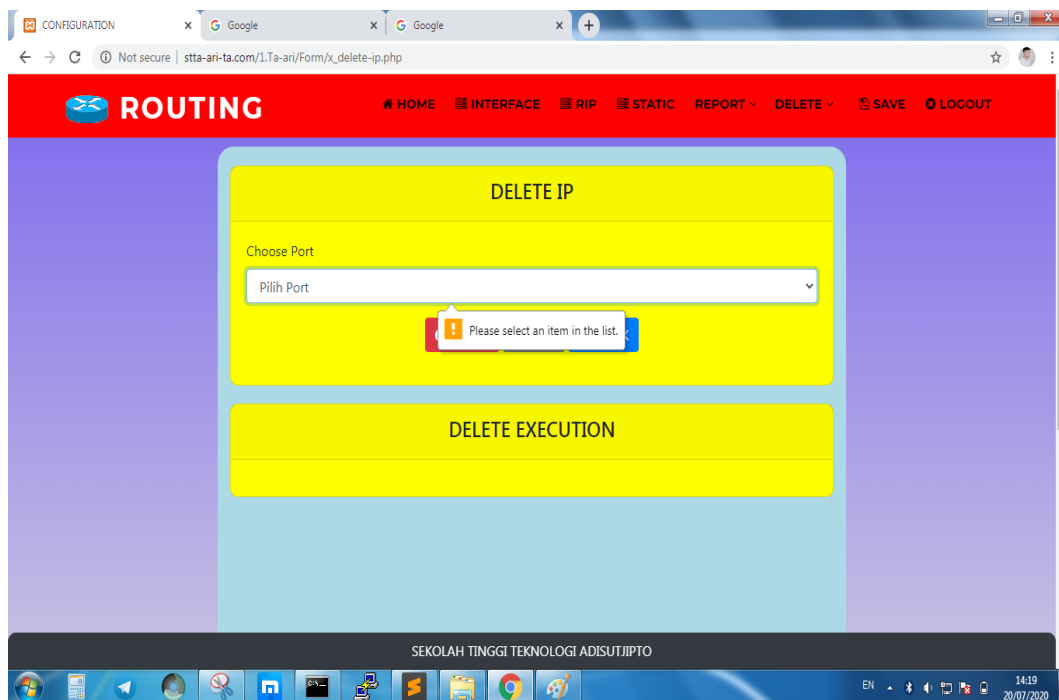 CONFIGURATION
Google
Google
Not secure | stta-ari-ta.com/1.Ta-ari/Form/x_delete-ip.php
ROUTING
HOME
INTERFACE
RIP
STATIC
REPORT
DELETE
SAVE
LOGOUT
DELETE IP
Choose Port
Pilih Port
Please select an item in the list.
DELETE EXECUTION
SEKOLAH TINGGI TEKNOLOGI ADISUTJIPTO
EN
14:19
20/07/2020